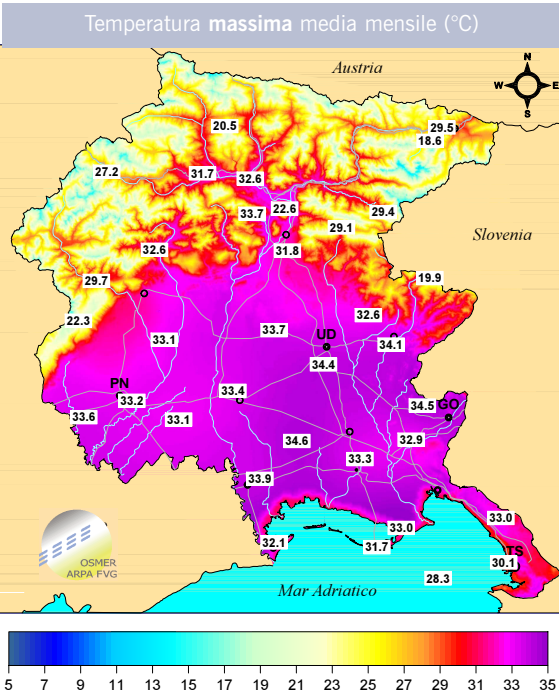 Temperatura massima media mensile (°C)
Austria
N
W E
S
29.5
20.5
18.6
27.2
31.7
32.6
33.7
22.6
29.4
29.1
Slovenia
32.6
31.8
29.7
19.9
22.3
32.6
33.7
UD
33.1
34.1
34.4
PN
33.4
33.2
34.5
GO
33.6
33.1
34.6
32.9
33.3
33.9
33.0
33.0
32.1
31.7
TS
30.1
OSMER
ARPA FVG
28.3
Mar Adriatico
5 7 9 11 13 15 17 19 21 23 25 27 29 31 33 35